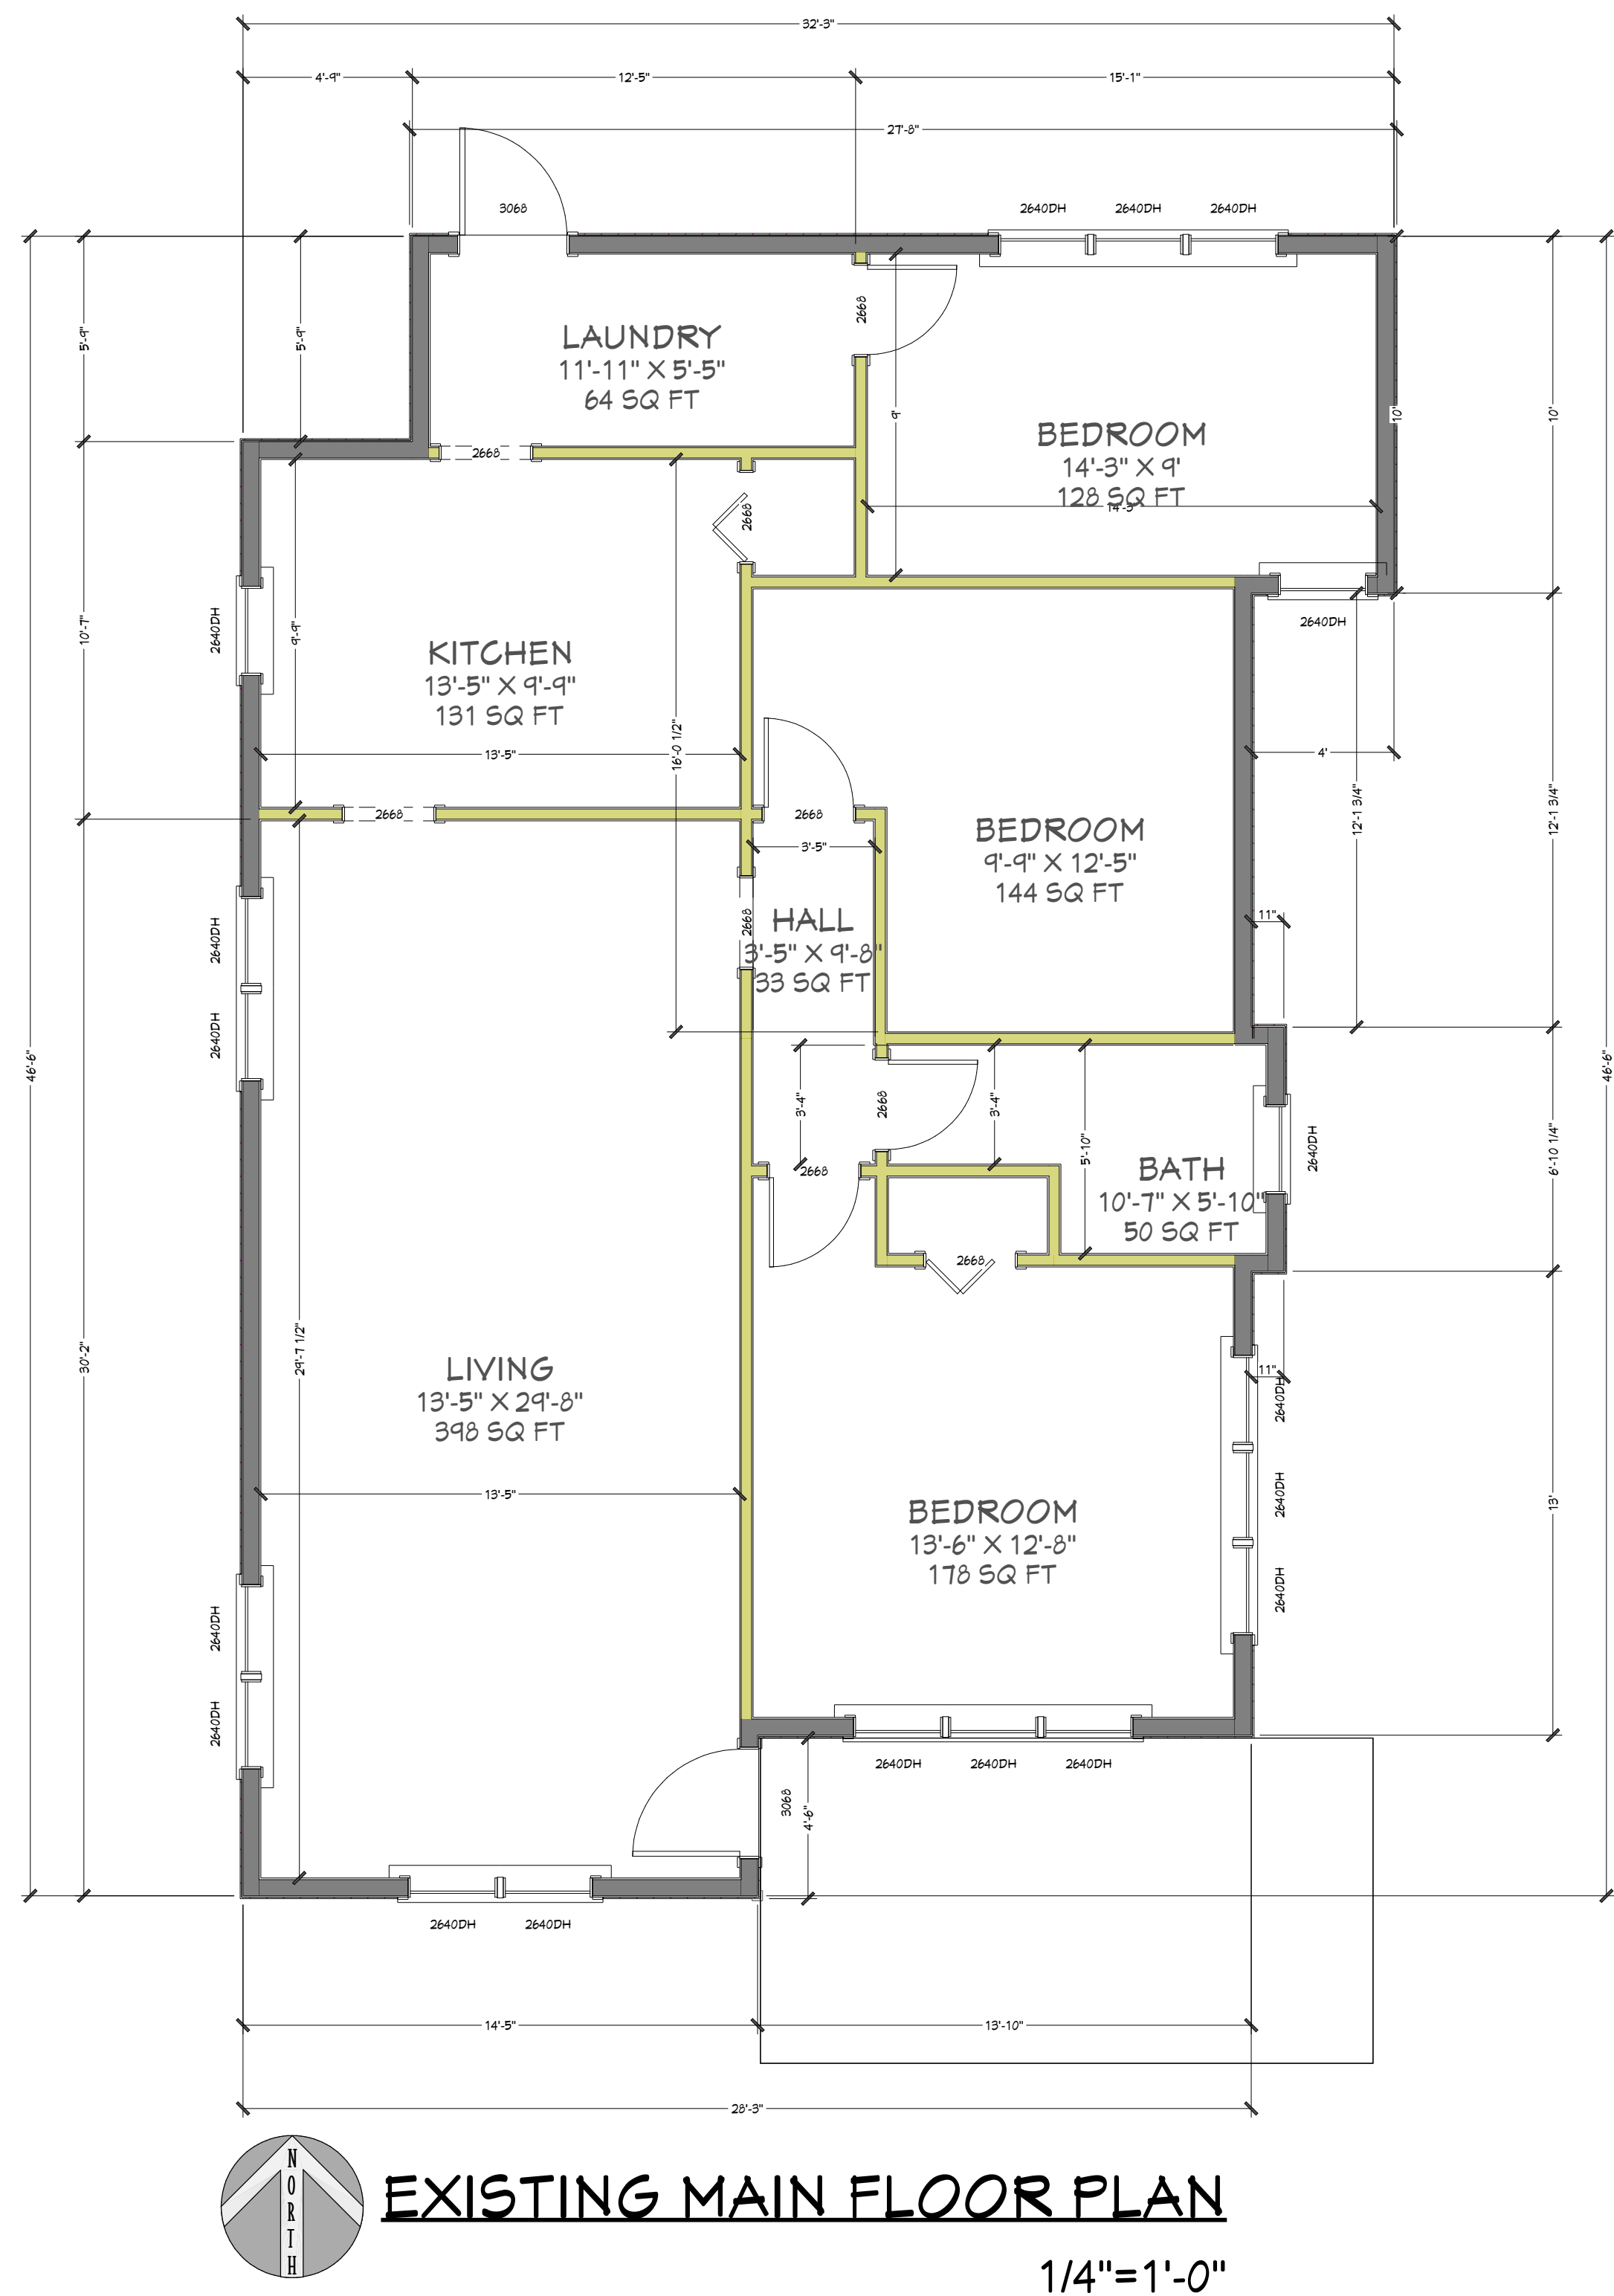 32'-3"
4'-9"
12'-5"
15'-1"
27'-8"
3068
2640DH
2640DH
2640DH
5'-9"
5'-9"
2668
LAUNDRY
11'-11" X 5'-5"
64 SQ FT
9'
10'
10'
BEDROOM
14'-3" X 9'
128 SQ FT
14'-3"
2668
2668
2640DH
2640DH
10'-7"
9'-9"
KITCHEN
13'-5" X 9'-9"
131 SQ FT
13'-5"
16'-0 1/2"
4'
12'-1 3/4"
12'-1 3/4"
2668
2668
3'-5"
BEDROOM
9'-9" X 12'-5"
144 SQ FT
2640DH
2668
HALL
3'-5" X 9'-8"
33 SQ FT
11"
2640DH
46'-6"
46'-6"
3'-4"
2668
3'-4"
5'-10"
2640DH
6'-10 1/4"
2668
BATH
10'-7" X 5'-10"
50 SQ FT
2668
30'-2"
29'-7 1/2"
LIVING
13'-5" X 29'-8"
398 SQ FT
11"
2640DH
2640DH
2640DH
13'-5"
13'
BEDROOM
13'-6" X 12'-8"
178 SQ FT
2640DH
2640DH
2640DH
2640DH
2640DH
3068
4'-6"
2640DH
2640DH
14'-5"
13'-10"
28'-3"
NORTH
EXISTING MAIN FLOOR PLAN
1/4"=1'-0"